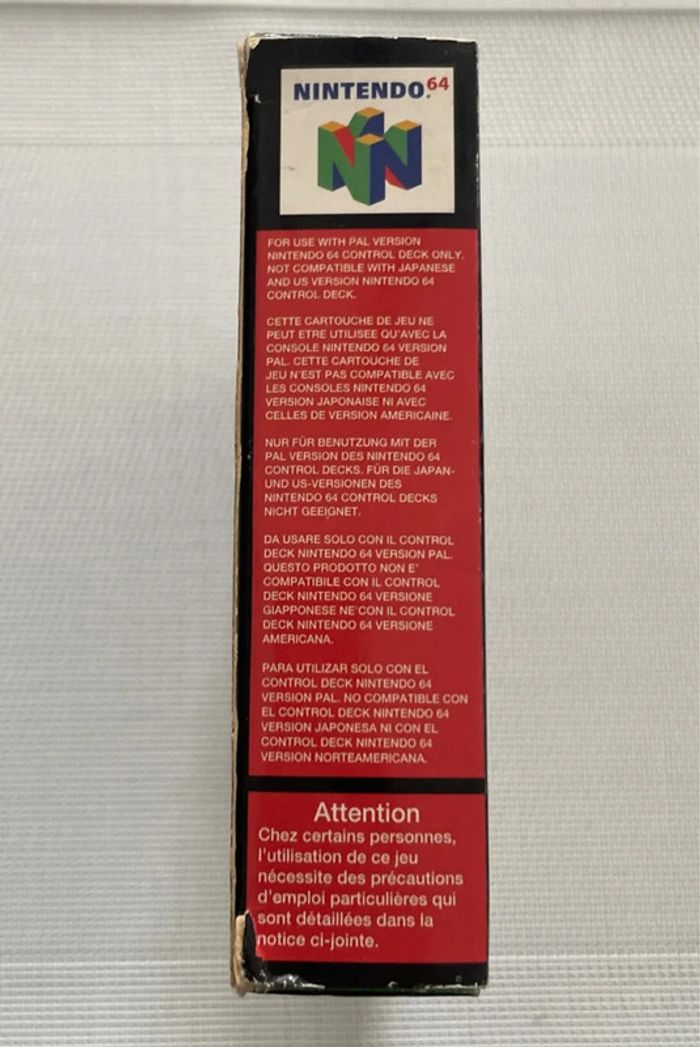 NINTENDO 64
FOR USE WITH PAL VERSION
NINTENDO 64 CONTROL DECK ONLY.
NOT COMPATIBLE WITH JAPANESE
AND US VERSION NINTENDO 64
CONTROL DECK.
CETTE CARTOUCHE DE JEU NE
PEUT ETRE UTILISEE QU'AVEC LA
CONSOLE NINTENDO 64 VERSION
PAL. CETTE CARTOUCHE DE
JEU N'EST PAS COMPATIBLE AVEC
LES CONSOLES NINTENDO 64
VERSION JAPONAISE NI AVEC
CELLES DE VERSION AMERICAINE.
NUR FÜR BENUTZUNG MIT DER
PAL VERSION DES NINTENDO 64
CONTROL DECKS. FÜR DIE JAPAN-
UND US-VERSIONEN DES
NINTENDO 64 CONTROL DECKS
NICHT GEEIGNET.
DA USARE SOLO CON IL CONTROL
DECK NINTENDO 64 VERSION PAL.
QUESTO PRODOTTO NON E'
COMPATIBILE CON IL CONTROL
DECK NINTENDO 64 VERSIONE
GIAPPONESE NE'CON IL CONTROL
DECK NINTENDO 64 VERSIONE
AMERICANA.
PARA UTILIZAR SOLO CON EL
CONTROL DECK NINTENDO 64
VERSION PAL. NO COMPATIBLE CON
EL CONTROL DECK NINTENDO 64
VERSION JAPONESA NI CON EL
CONTROL DECK NINTENDO 64
VERSION NORTEAMERICANA.
Attention
Chez certains personnes,
l'utilisation de ce jeu
nécessite des précautions
d'emploi particulières qui
sont détaillées dans la
notice ci-jointe.